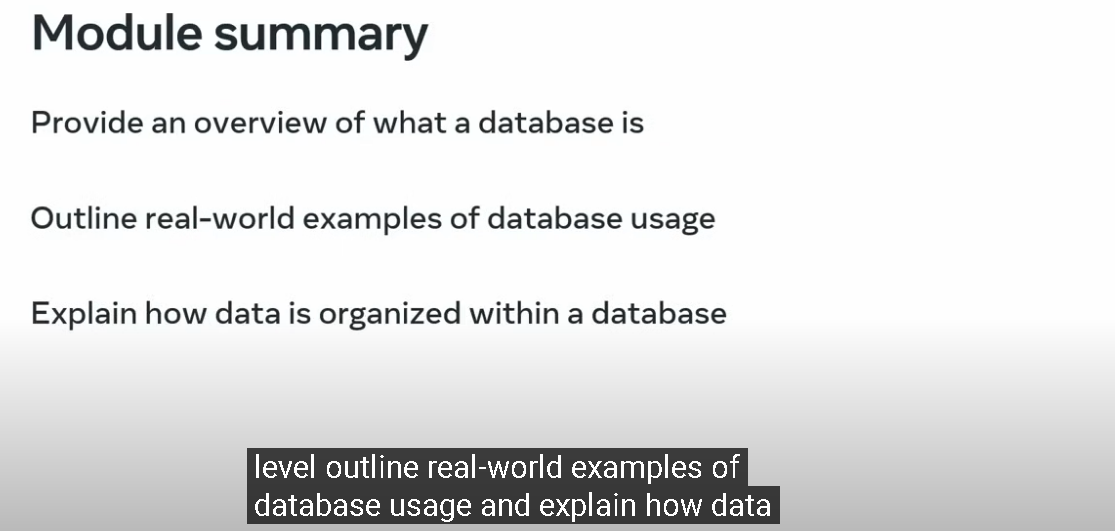 Module summary
Provide an overview of what a database is
Outline real-world examples of database usage
Explain how data is organized within a database
level outline real-world examples of
database usage and explain how data